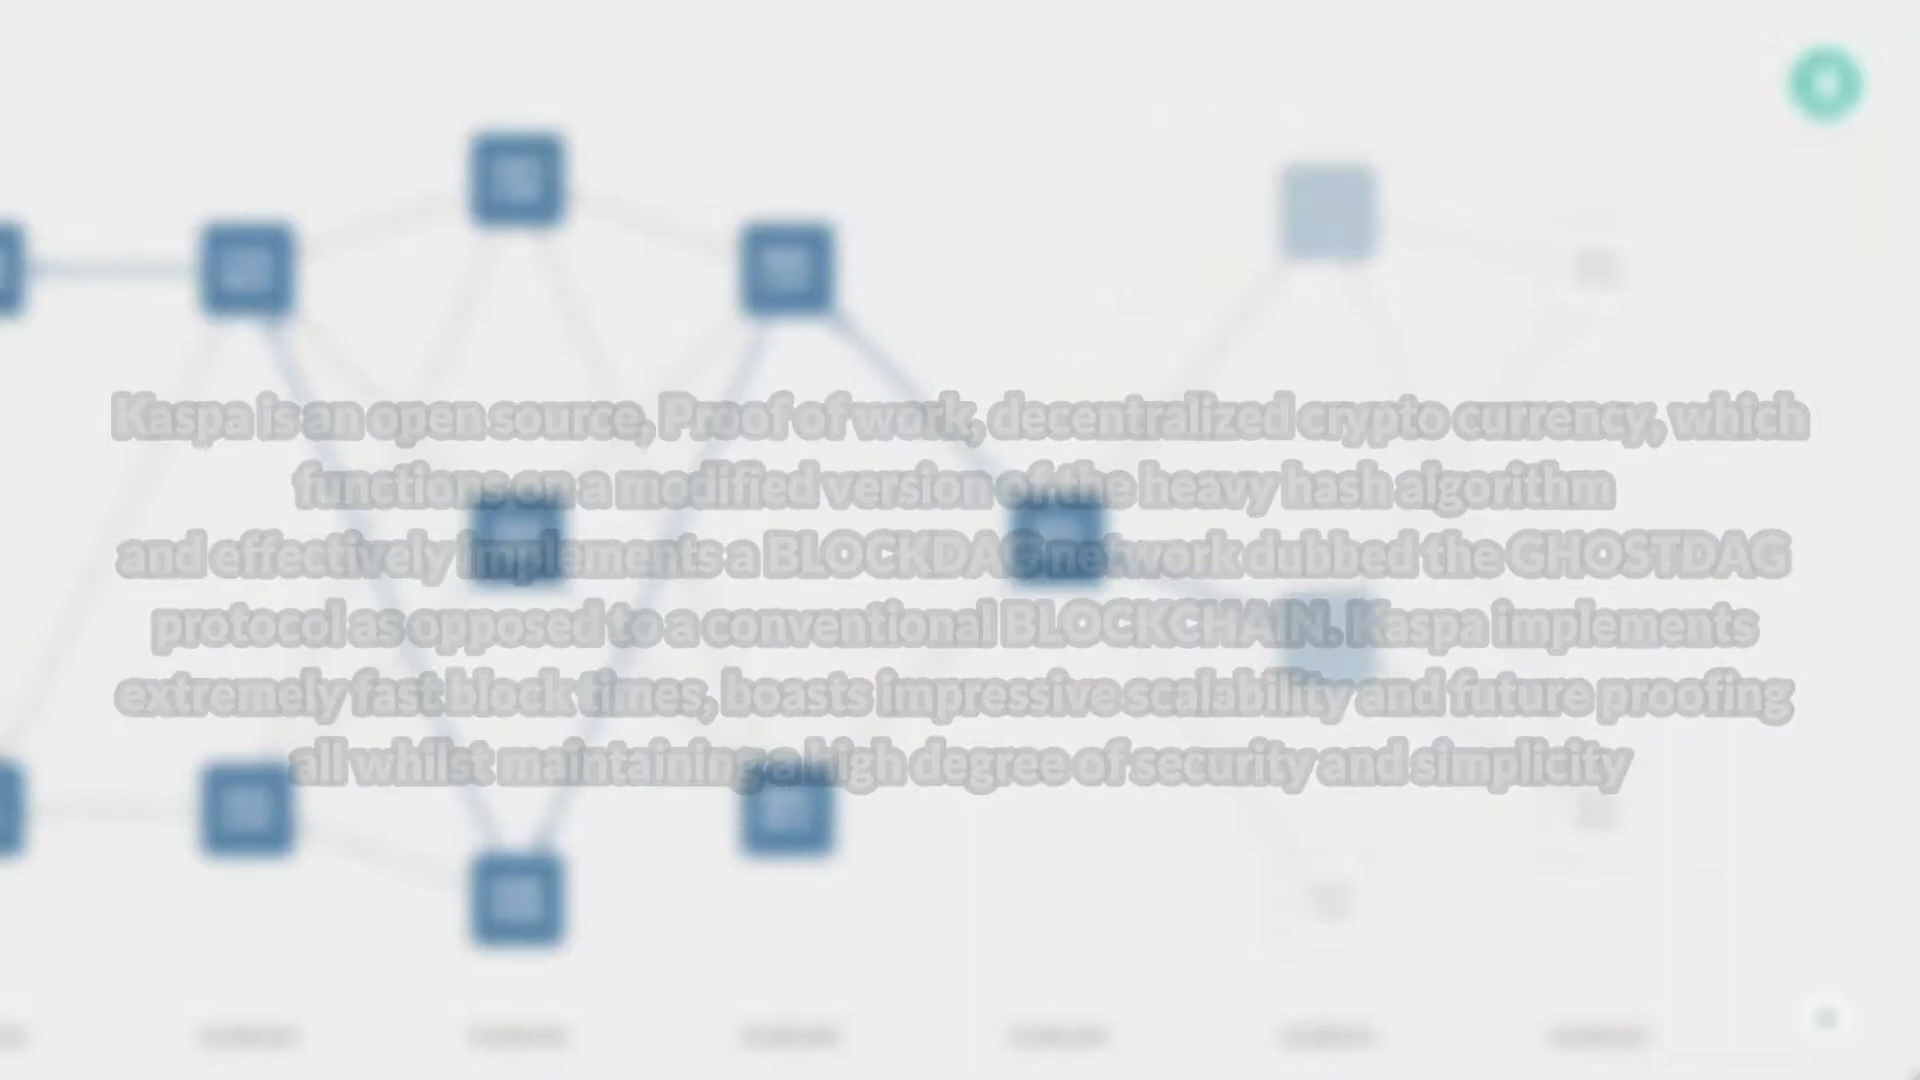 Kaspa is an open source, Proof of work, decentralized crypto currency, which
functions on a modified version of the heavy hash algorithm
and effectively implements a BLOCKDAG network dubbed the GHOSTDAG
protocol as opposed to a conventional BLOCKCHAIN. Kaspa implements
extremely fast block times, boasts impressive scalability and future proofing
all whilst maintaining a high degree of security and simplicity